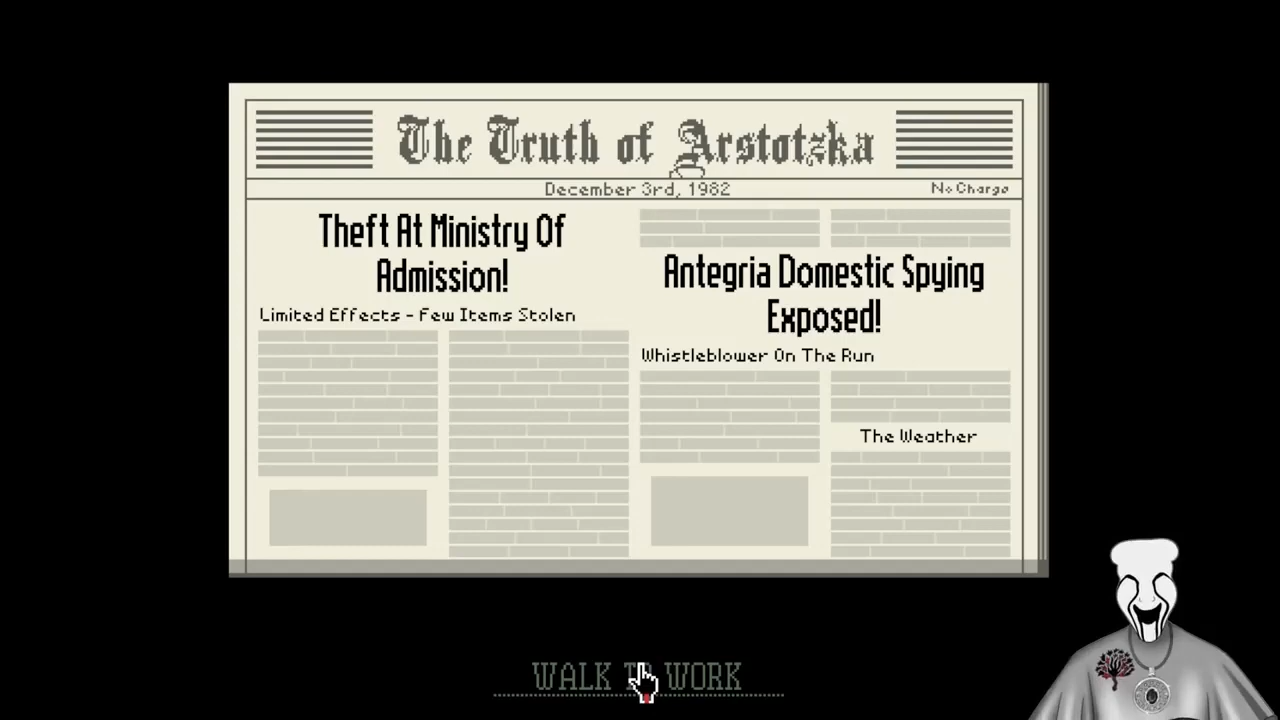 The Truth of Arstotzka
December 3rd, 1982
No Charge
Theft At Ministry Of
Admission!
Limited Effects - Few Items Stolen
Antegria Domestic Spying
Exposed!
Whistleblower On The Run
The Weather
WALK TO WORK